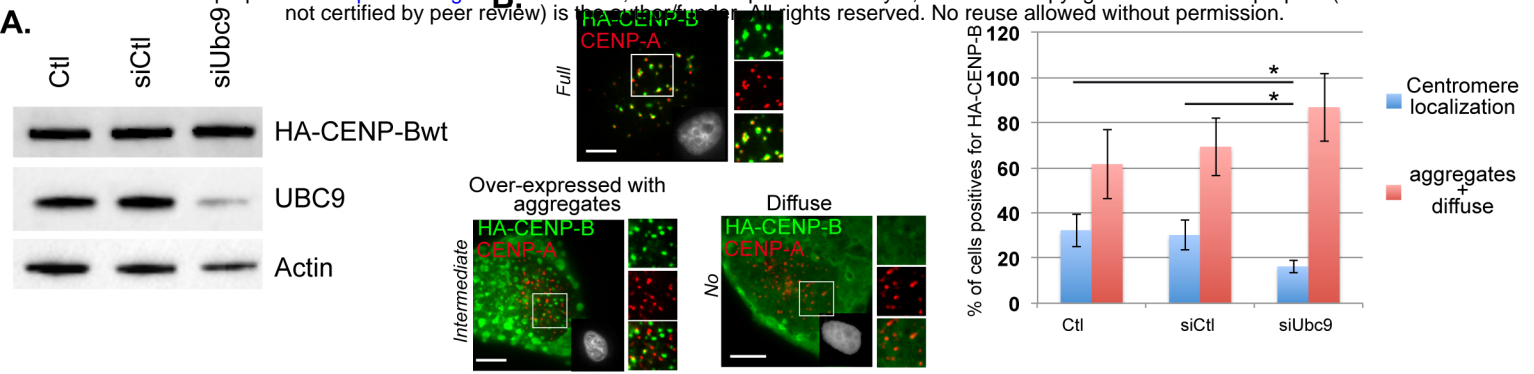 not certified by peer review) is the author/funder. All rights reserved. No reuse allowed without permission.
A.
Ctl
siCtl
siUbc9
HA-CENP-Bwt
UBC9
Actin
B.
HA-CENP-B
CENP-A
Full
Over-expressed with
aggregates
HA-CENP-B
CENP-A
Intermediate
Diffuse
HA-CENP-B
CENP-A
No
% of cells positives for HA-CENP-B
120
100
80
60
40
20
0
*
*
Ctl
siCtl
siUbc9
Centromere
localization
aggregates
+
diffuse